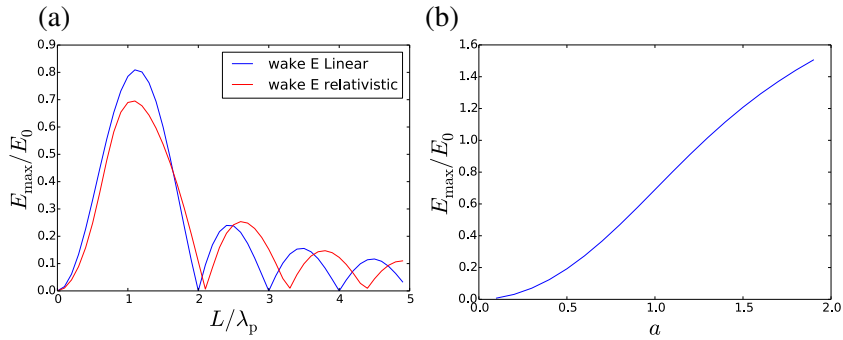 (a)
(b)
0.9
0.8
0.7
0.6
0.5
0.4
0.3
0.2
0.1
0.0
E_max/E_0
wake E Linear
wake E relativistic
0 1 2 3 4 5
L/λ_p
1.6
1.4
1.2
1.0
0.8
0.6
0.4
0.2
0.0
E_max/E_0
0.0 0.5 1.0 1.5 2.0
a